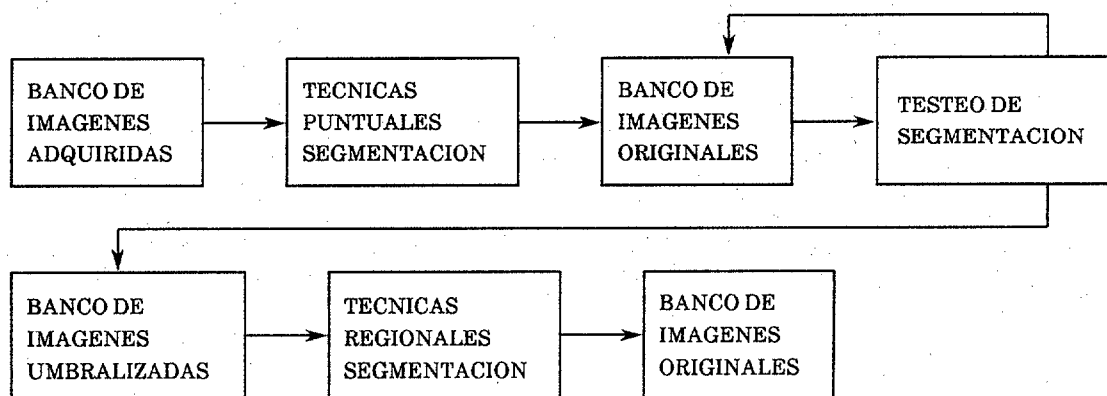 BANCO DE
IMAGENES
ADQUIRIDAS
TECNICAS
PUNTUALES
SEGMENTACION
BANCO DE
IMAGENES
ORIGINALES
TESTEO DE
SEGMENTACION
BANCO DE
IMAGENES
UMBRALIZADAS
TECNICAS
REGIONALES
SEGMENTACION
BANCO DE
IMAGENES
ORIGINALES